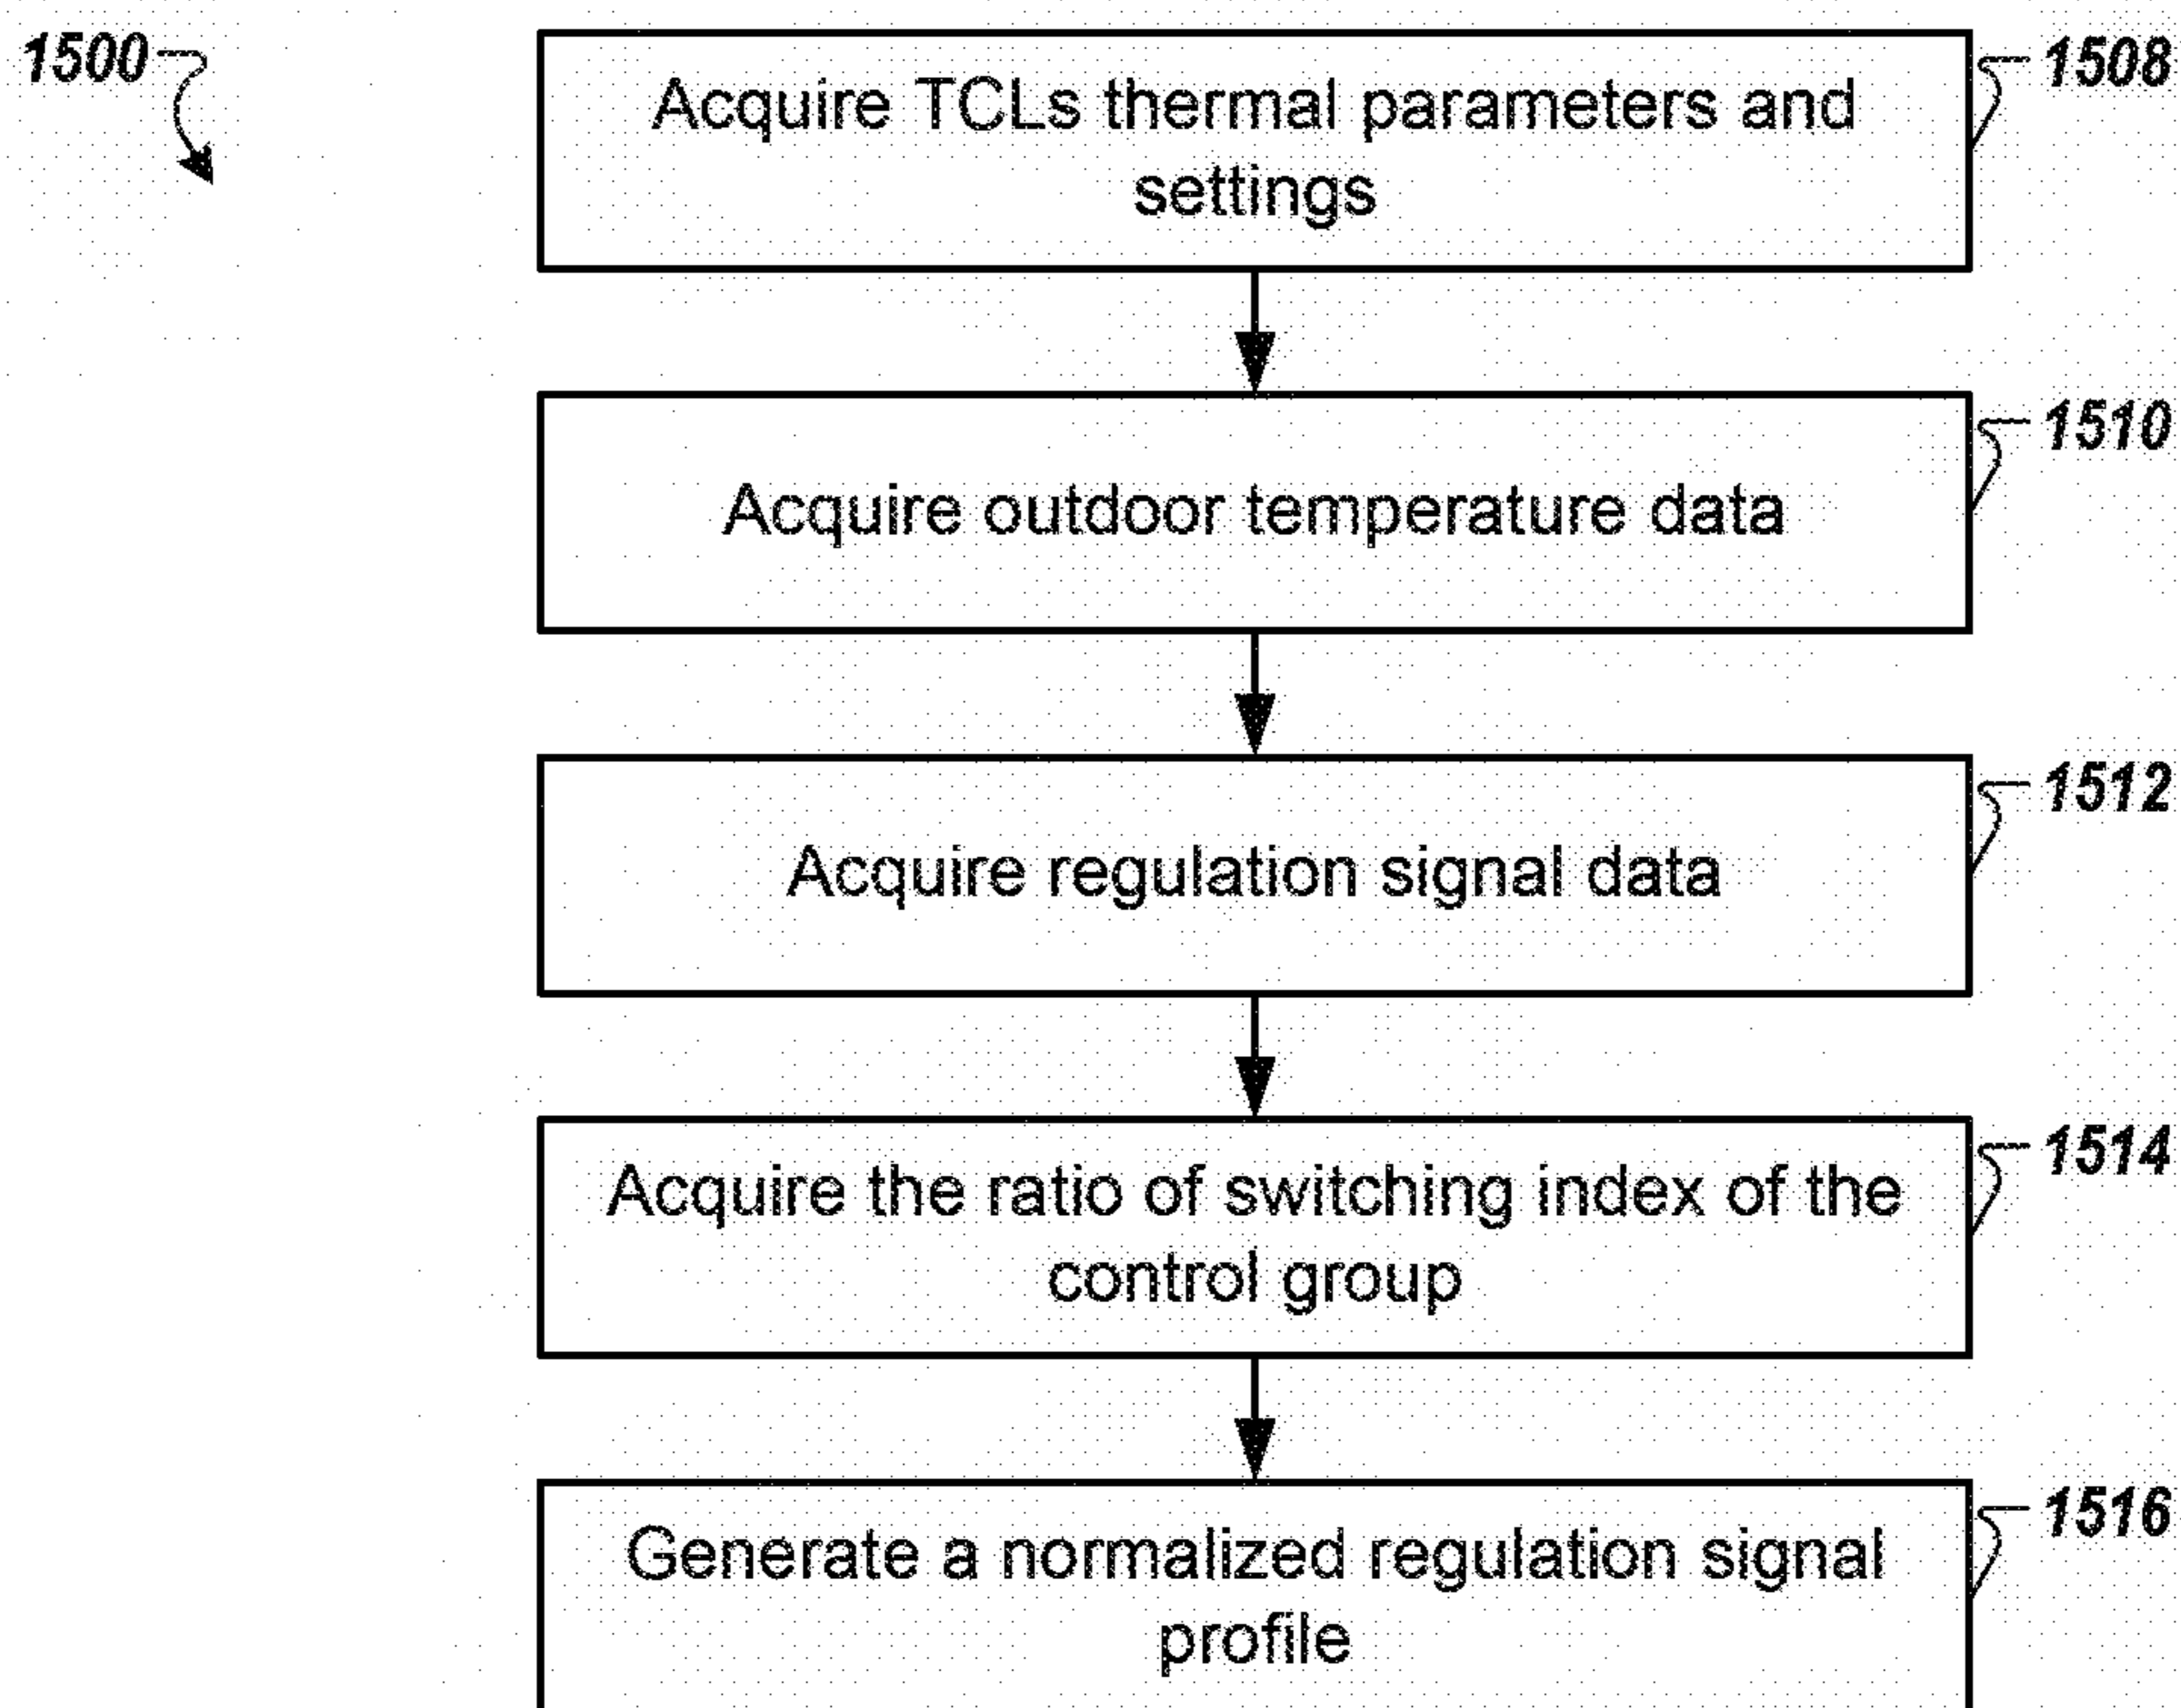 1500
1508
Acquire TCLs thermal parameters and
settings
1510
Acquire outdoor temperature data
1512
Acquire regulation signal data
1514
Acquire the ratio of switching index of the
control group
1516
Generate a normalized regulation signal
profile